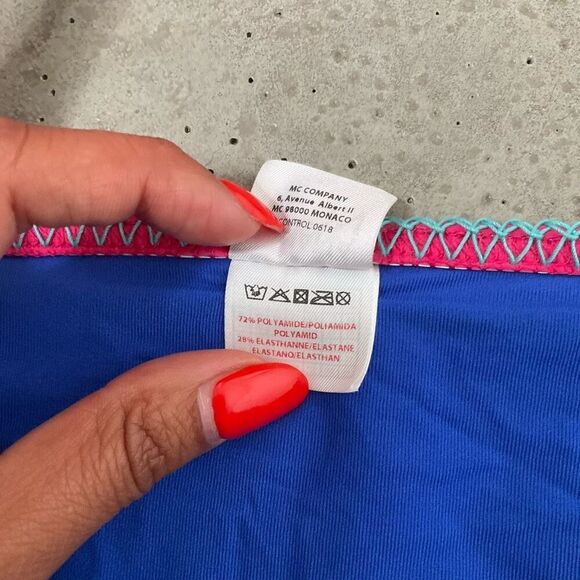 MC COMPANY
6, Avenue Albert II
MC 98000 MONACO
CONTROL 0618
72% POLYAMIDE/POLIAMIDA
POLYAMID
28% ELASTHANNE/ELASTANE
ELASTANO/ELASTHAN